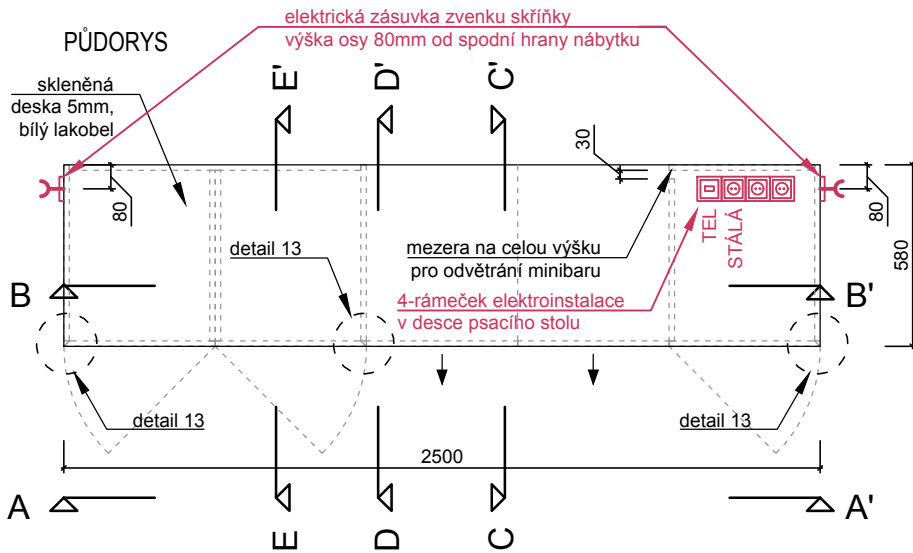 elektrická zásuvka zvenku skříňky
výška osy 80mm od spodní hrany nábytku
PŮDORYS
skleněná
deska 5mm,
bílý lakobel
E'
D'
C'
30
80
80
TEL
STÁLÁ
detail 13
mezera na celou výšku
pro odvětrání minibaru
580
B
B'
4-rámeček elektroinstalace
v desce psacího stolu
detail 13
detail 13
2500
A
A'
E
D
C